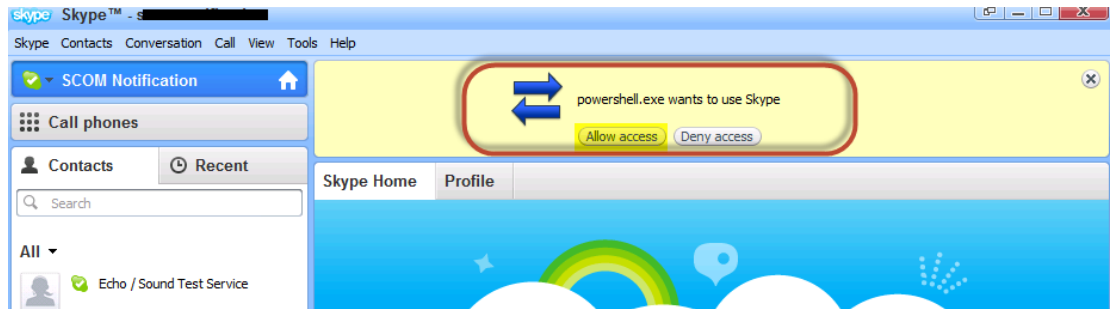 skype Skype™ - s
Skype Contacts Conversation Call View Tools Help
SCOM Notification
Call phones
Contacts Recent
Search
All
Echo / Sound Test Service
powershell.exe wants to use Skype
Allow access Deny access
Skype Home Profile